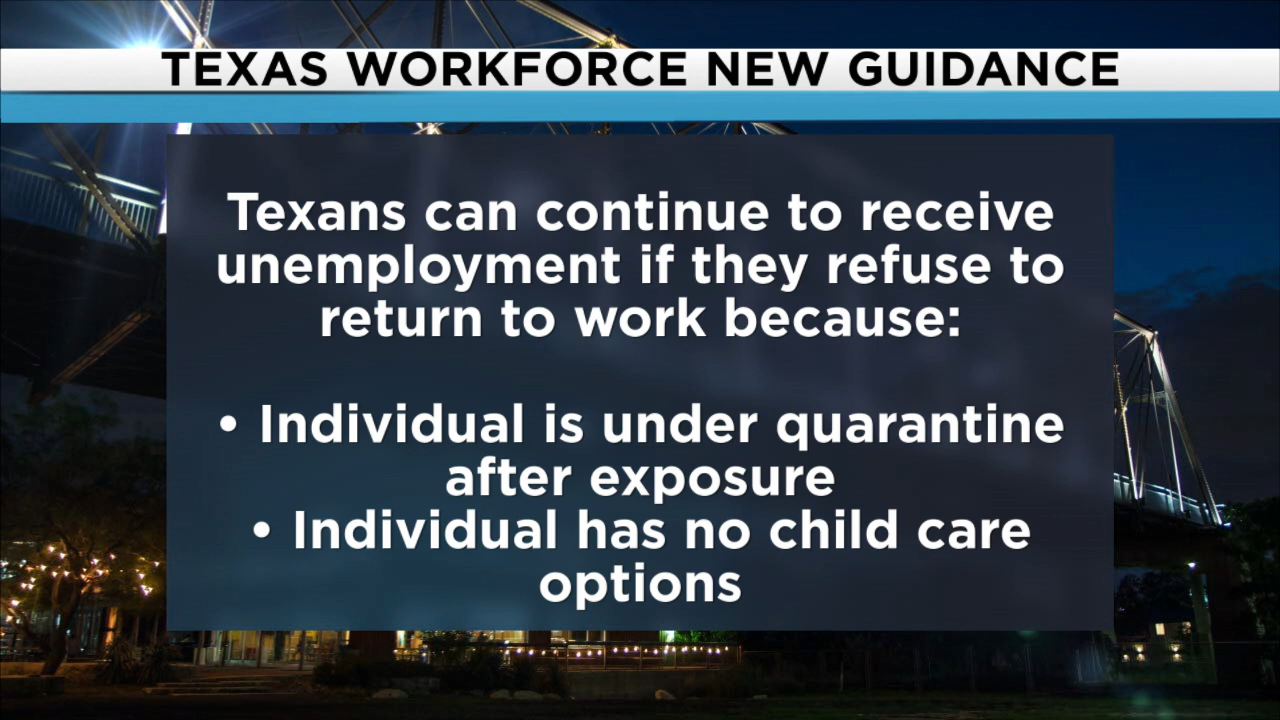 TEXAS WORKFORCE NEW GUIDANCE
Texans can continue to receive
unemployment if they refuse to
return to work because:
• Individual is under quarantine
after exposure
• Individual has no child care
options